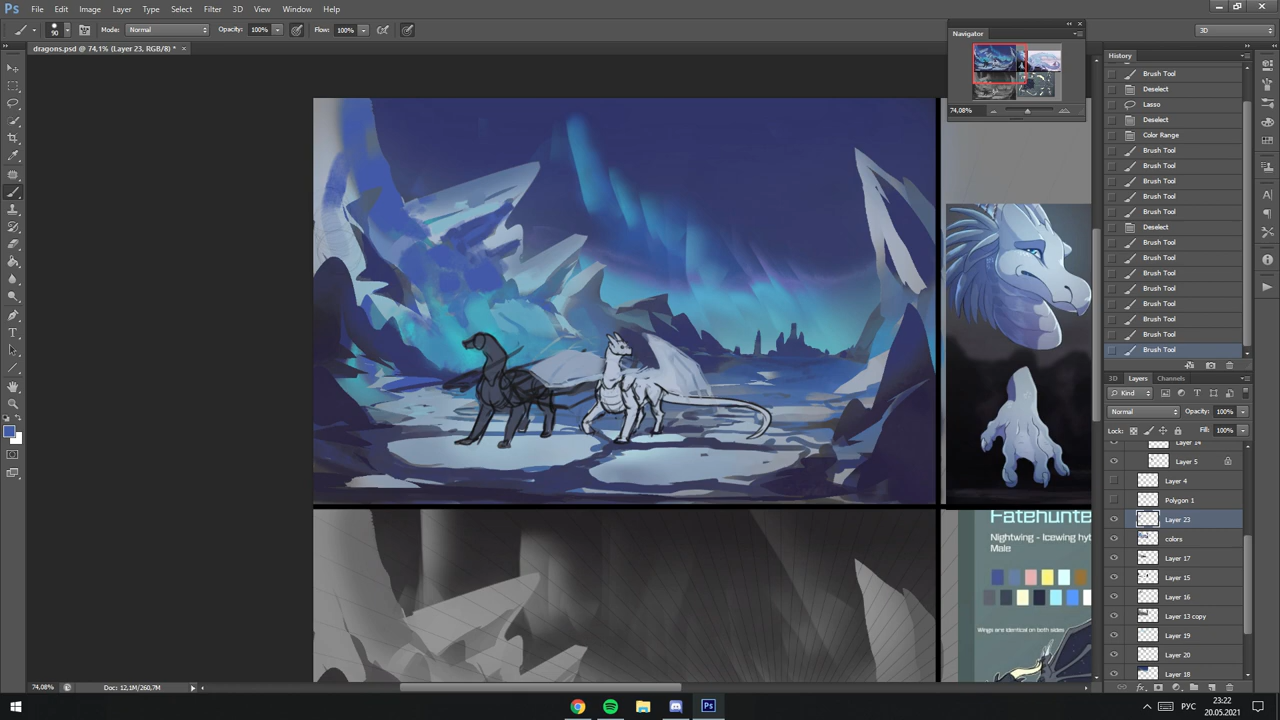 Ps File Edit Image Layer Type Select Filter 3D View Window Help
90 Mode: Normal Opacity: 100% Flow: 100% 3D
dragons.psd @ 74,1% (Layer 23, RGB/8) * ×
Navigator
74,08%
History
Brush Tool
Deselect
Lasso
Deselect
Color Range
Brush Tool
Brush Tool
Brush Tool
Brush Tool
Brush Tool
Deselect
Brush Tool
Brush Tool
Brush Tool
Brush Tool
Brush Tool
Brush Tool
Brush Tool
Brush Tool
3D Layers Channels
Kind
Normal Opacity: 100%
Lock: Fill: 100%
Layer 14
Layer 5
Layer 4
Polygon 1
Layer 23
colors
Layer 17
Layer 15
Layer 16
Layer 13 copy
Layer 19
Layer 20
Layer 18
Fatehunte
Nightwing - Icewing hyb
Male
Wings are identical on both sides
74,08% Doc: 12,1M/260,7M
Ps
РУС
23:22
20.05.2021